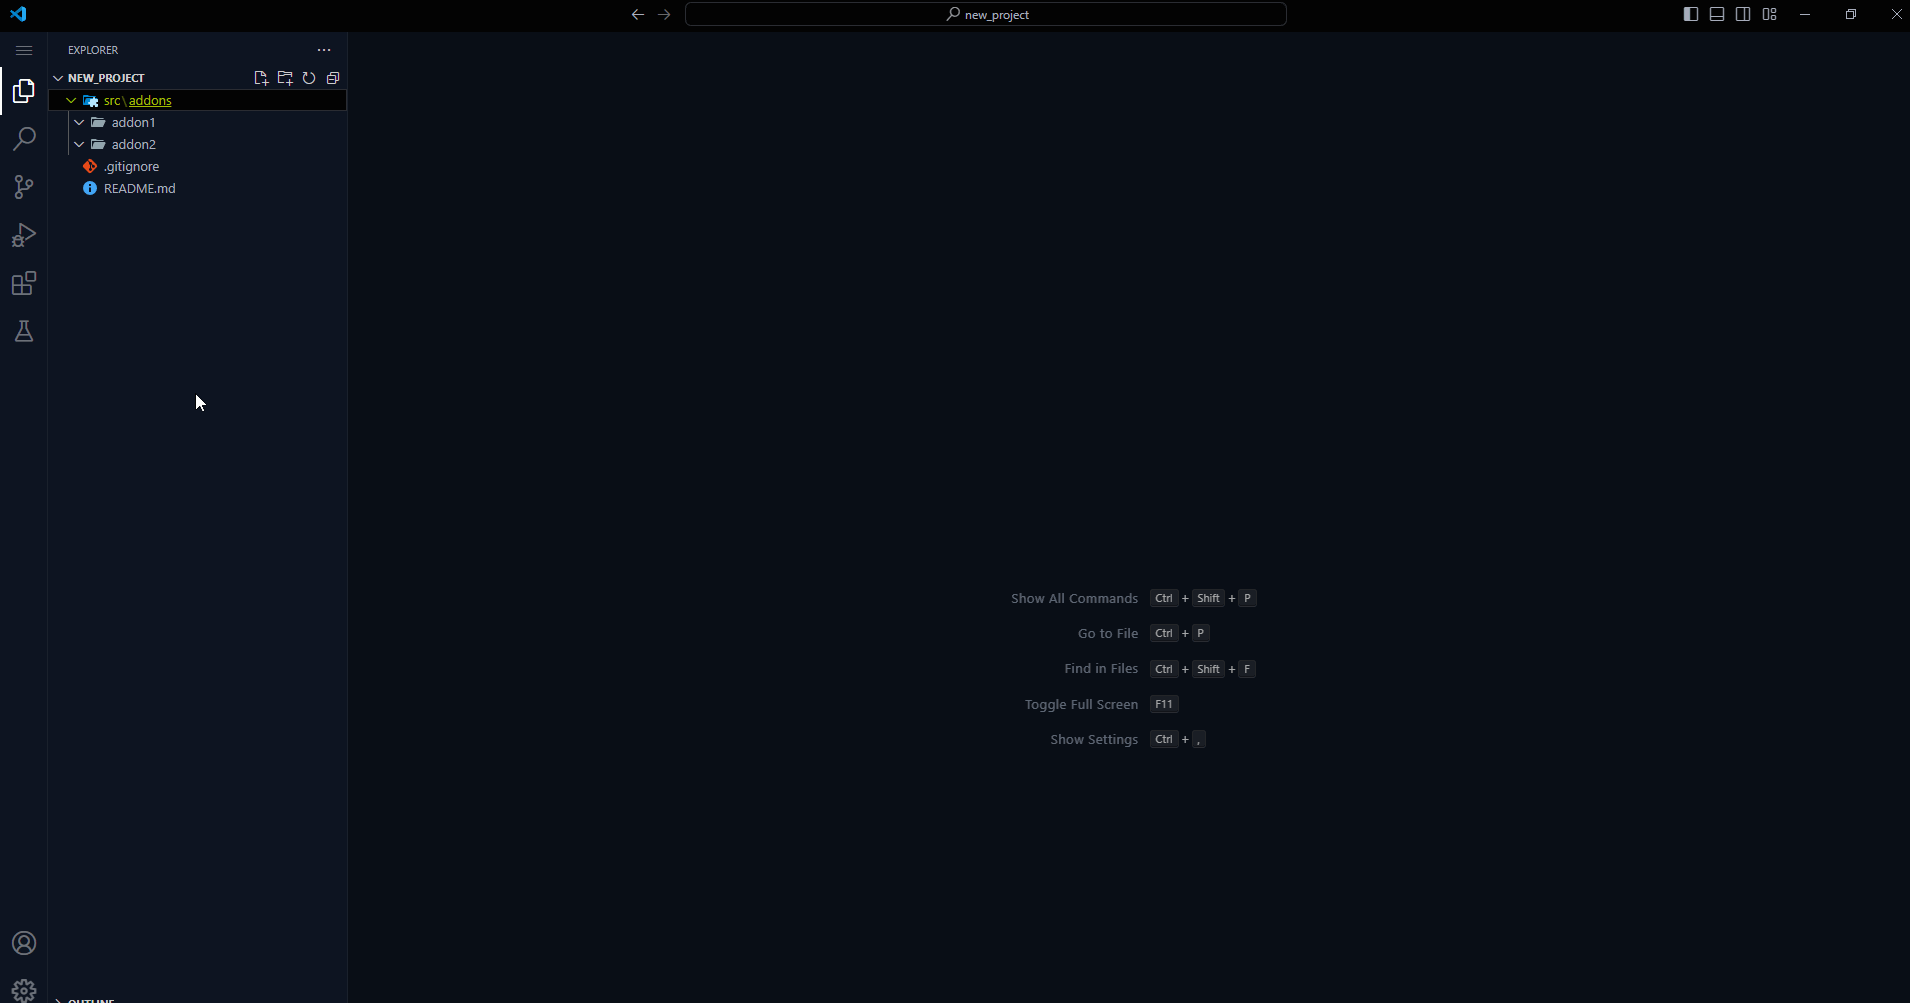 new_project
EXPLORER
NEW_PROJECT
src\addons
addon1
addon2
.gitignore
README.md
Show All Commands Ctrl + Shift + P
Go to File Ctrl + P
Find in Files Ctrl + Shift + F
Toggle Full Screen F11
Show Settings Ctrl + ,
OUTLINE